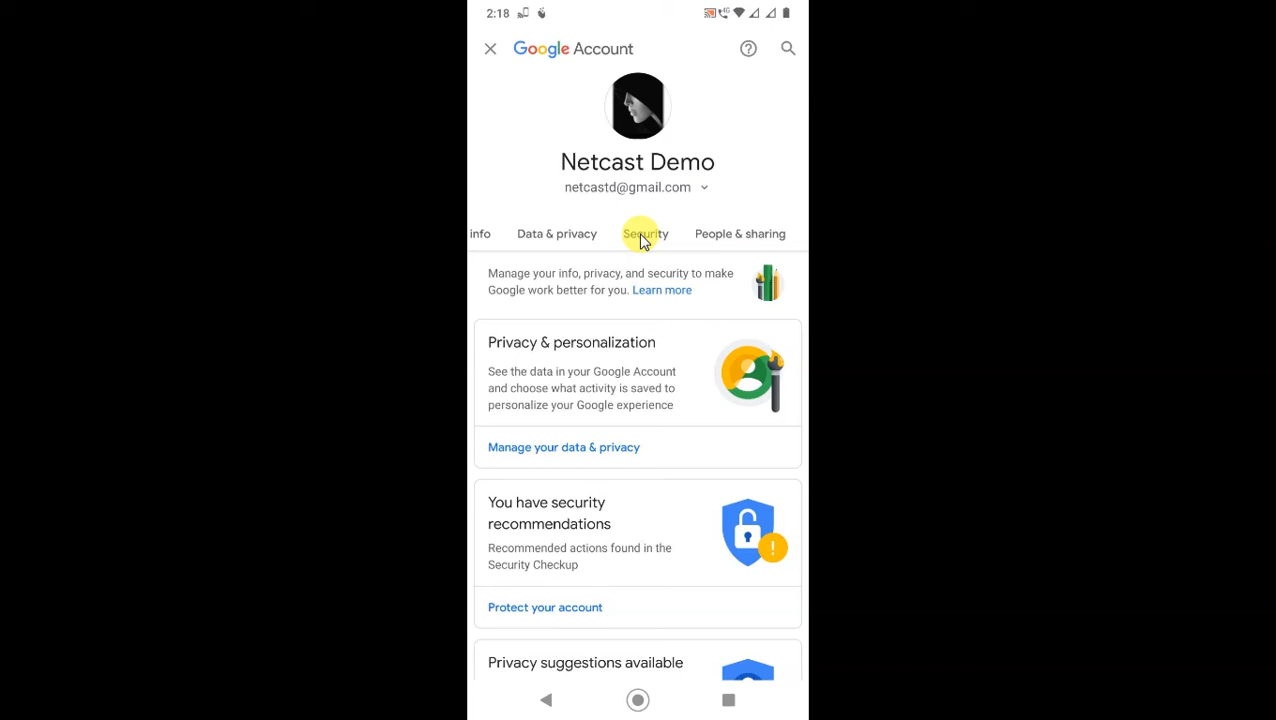 2:18
Google Account
Netcast Demo
netcastd@gmail.com
info Data & privacy Security People & sharing
Manage your info, privacy, and security to make
Google work better for you. Learn more
Privacy & personalization
See the data in your Google Account
and choose what activity is saved to
personalize your Google experience
Manage your data & privacy
You have security
recommendations
Recommended actions found in the
Security Checkup
Protect your account
Privacy suggestions available